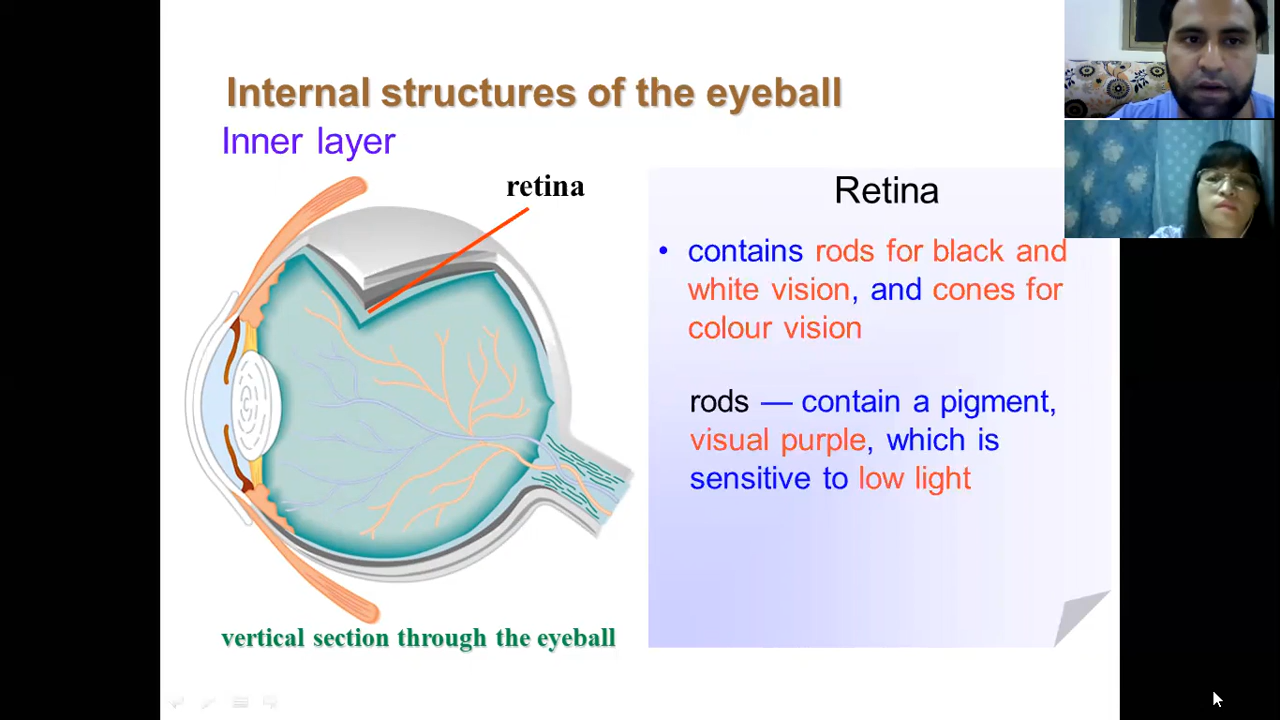 Internal structures of the eyeball
Inner layer
retina
Retina
• contains rods for black and
white vision, and cones for
colour vision
rods — contain a pigment,
visual purple, which is
sensitive to low light
vertical section through the eyeball